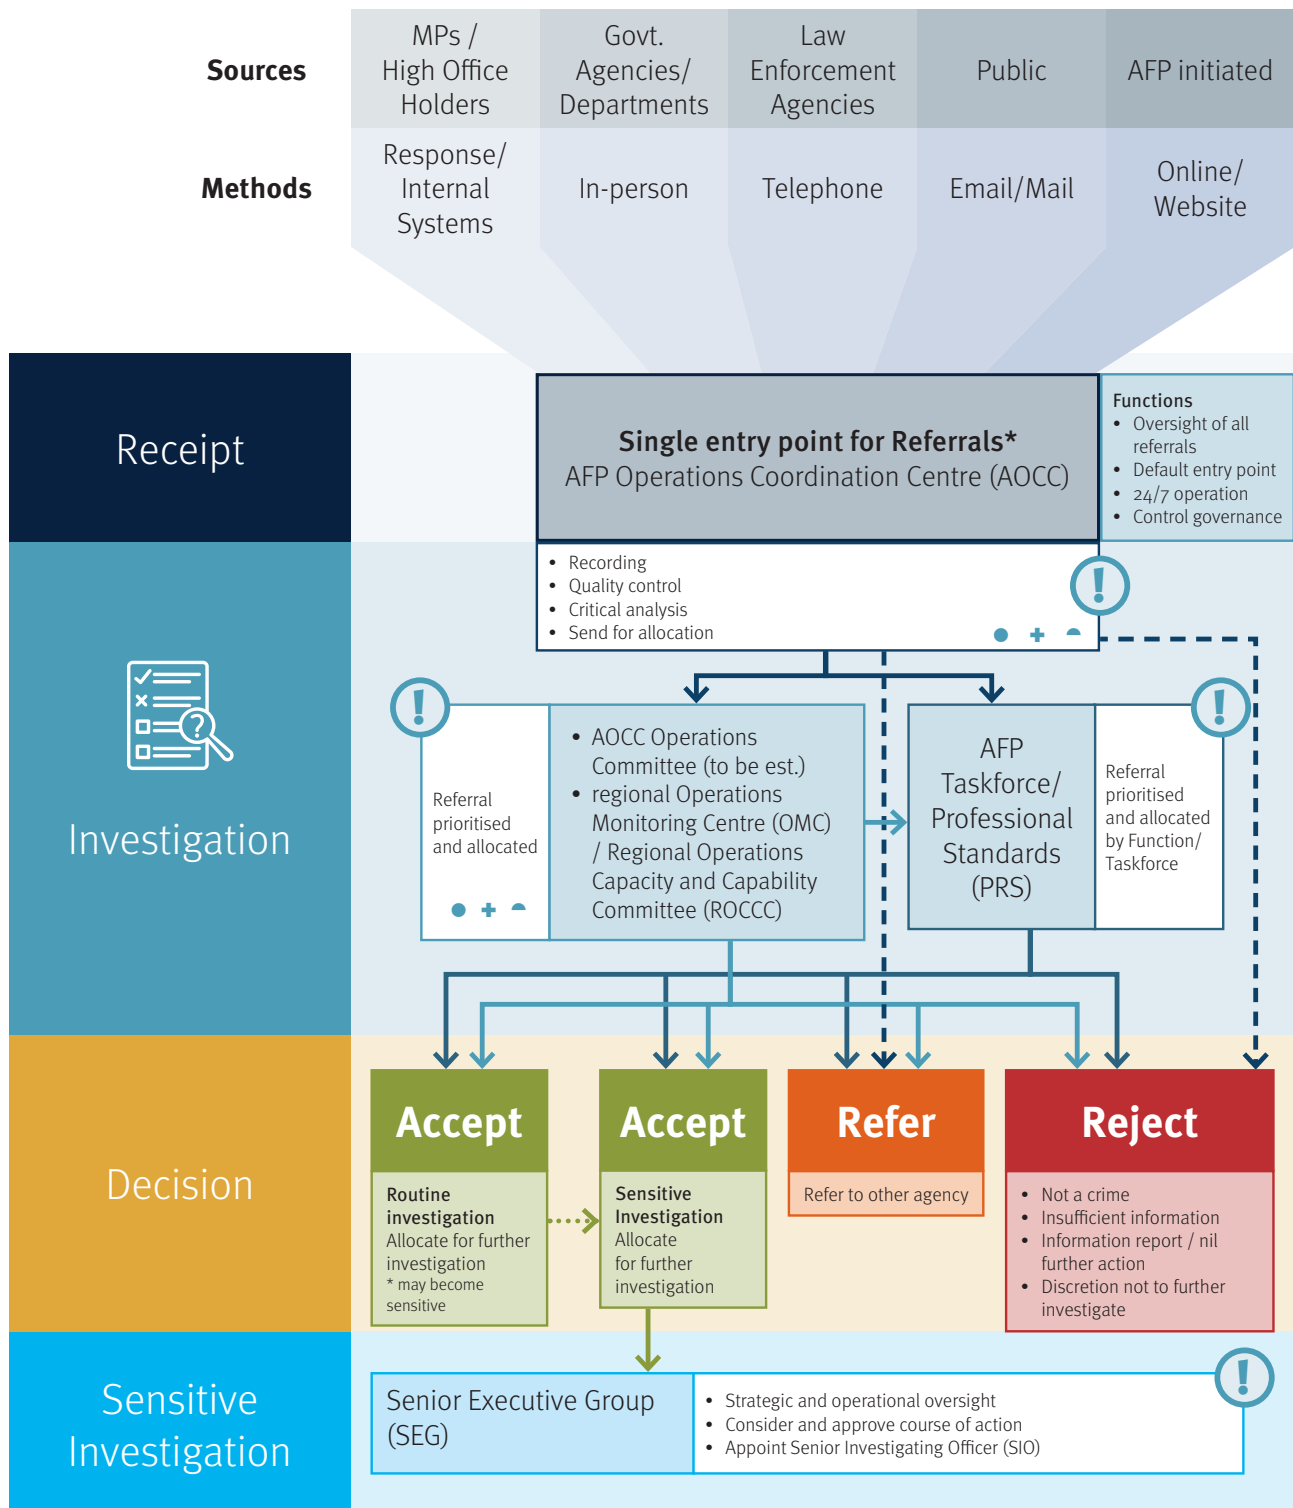 Sources
MPs /
High Office
Holders
Govt.
Agencies/
Departments
Law
Enforcement
Agencies
Public
AFP initiated
Methods
Response/
Internal
Systems
In-person
Telephone
Email/Mail
Online/
Website
Receipt
Single entry point for Referrals*
AFP Operations Coordination Centre (AOCC)
Functions
• Oversight of all
referrals
• Default entry point
• 24/7 operation
• Control governance
Investigation
• Recording
• Quality control
• Critical analysis
• Send for allocation
!
!
Referral
prioritised
and allocated
• AOCC Operations
Committee (to be est.)
• regional Operations
Monitoring Centre (OMC)
/ Regional Operations
Capacity and Capability
Committee (ROCCC)
AFP
Taskforce/
Professional
Standards
(PRS)
!
Referral
prioritised
and allocated
by Function/
Taskforce
?
Decision
Accept
Routine
investigation
Allocate for further
investigation
* may become
sensitive
Accept
Sensitive
Investigation
Allocate
for further
investigation
Refer
Refer to other agency
Reject
• Not a crime
• Insufficient information
• Information report / nil
further action
• Discretion not to further
investigate
Sensitive
Investigation
Senior Executive Group
(SEG)
• Strategic and operational oversight
• Consider and approve course of action
• Appoint Senior Investigating Officer (SIO)
!